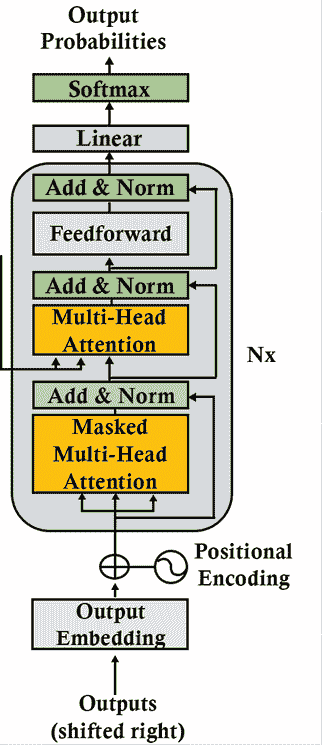 Output
Probabilities
Softmax
Linear
Add & Norm
Feedforward
Add & Norm
Multi-Head
Attention
Nx
Add & Norm
Masked
Multi-Head
Attention
Positional
Encoding
Output
Embedding
Outputs
(shifted right)